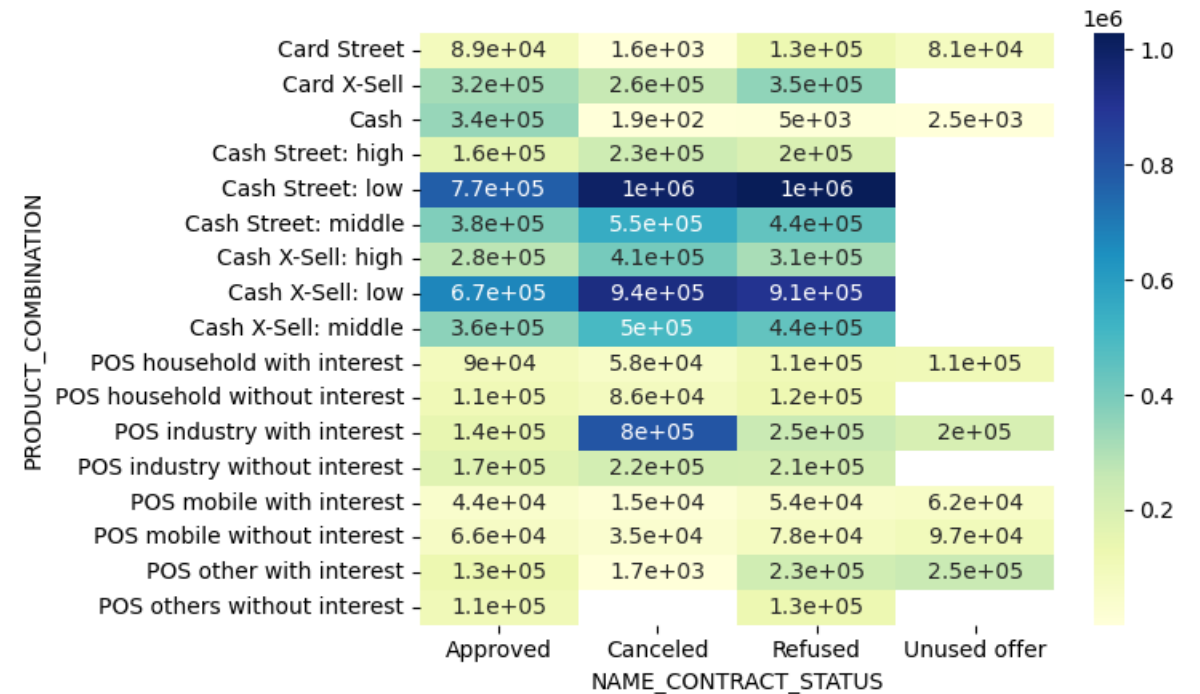 1e6
Card Street 8.9e+04 1.6e+03 1.3e+05 8.1e+04 1.0
Card X-Sell 3.2e+05 2.6e+05 3.5e+05
Cash 3.4e+05 1.9e+02 5e+03 2.5e+03
Cash Street: high 1.6e+05 2.3e+05 2e+05 0.8
Cash Street: low 7.7e+05 1e+06 1e+06
Cash Street: middle 3.8e+05 5.5e+05 4.4e+05
Cash X-Sell: high 2.8e+05 4.1e+05 3.1e+05
Cash X-Sell: low 6.7e+05 9.4e+05 9.1e+05 0.6
Cash X-Sell: middle 3.6e+05 5e+05 4.4e+05
POS household with interest 9e+04 5.8e+04 1.1e+05 1.1e+05
POS household without interest 1.1e+05 8.6e+04 1.2e+05 0.4
POS industry with interest 1.4e+05 8e+05 2.5e+05 2e+05
POS industry without interest 1.7e+05 2.2e+05 2.1e+05
POS mobile with interest 4.4e+04 1.5e+04 5.4e+04 6.2e+04 0.2
POS mobile without interest 6.6e+04 3.5e+04 7.8e+04 9.7e+04
POS other with interest 1.3e+05 1.7e+03 2.3e+05 2.5e+05
POS others without interest 1.1e+05 1.3e+05
PRODUCT_COMBINATION
Approved Canceled Refused Unused offer
NAME_CONTRACT_STATUS